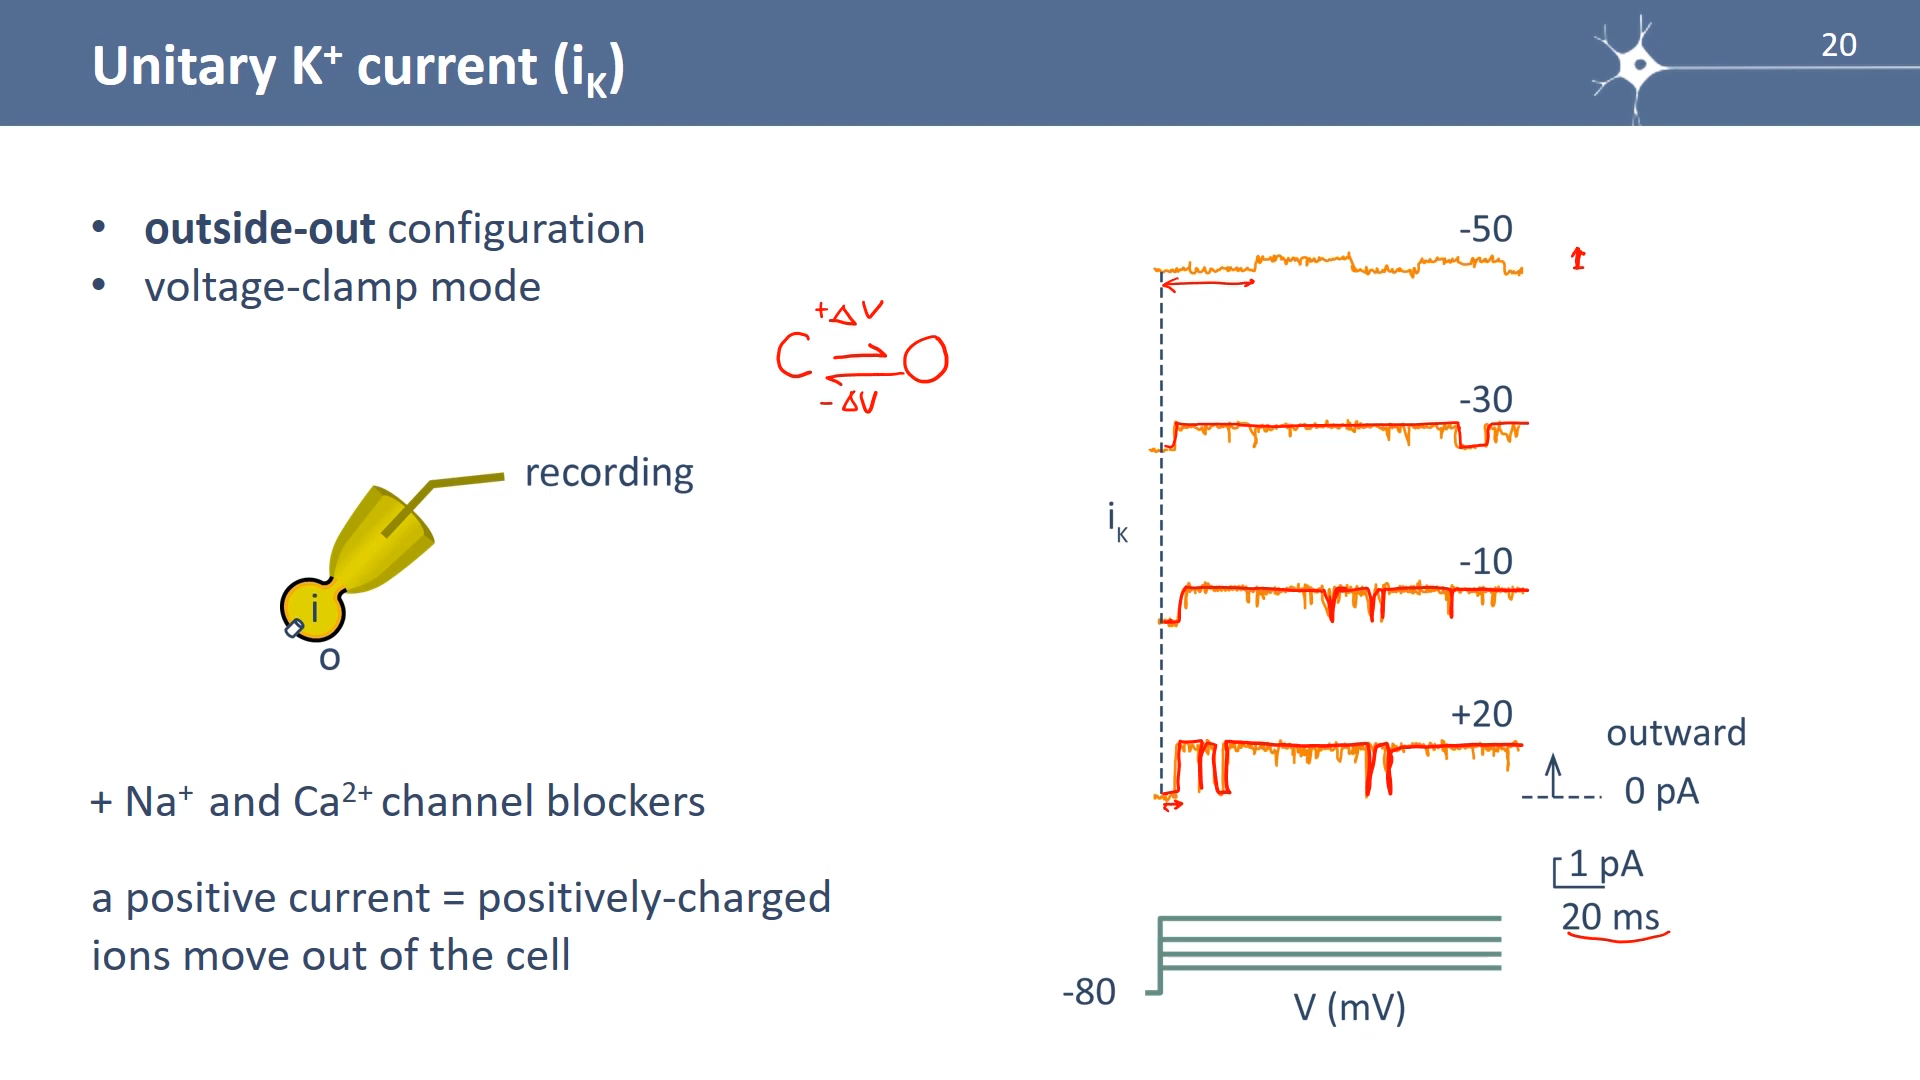 Unitary K⁺ current (iK)
20
• outside-out configuration
• voltage-clamp mode
+ΔV
C ⇌ O
- ΔV
recording
i
o
+ Na⁺ and Ca²⁺ channel blockers
a positive current = positively-charged
ions move out of the cell
-50
-30
iK
-10
+20
outward
0 pA
1 pA
20 ms
-80
V (mV)